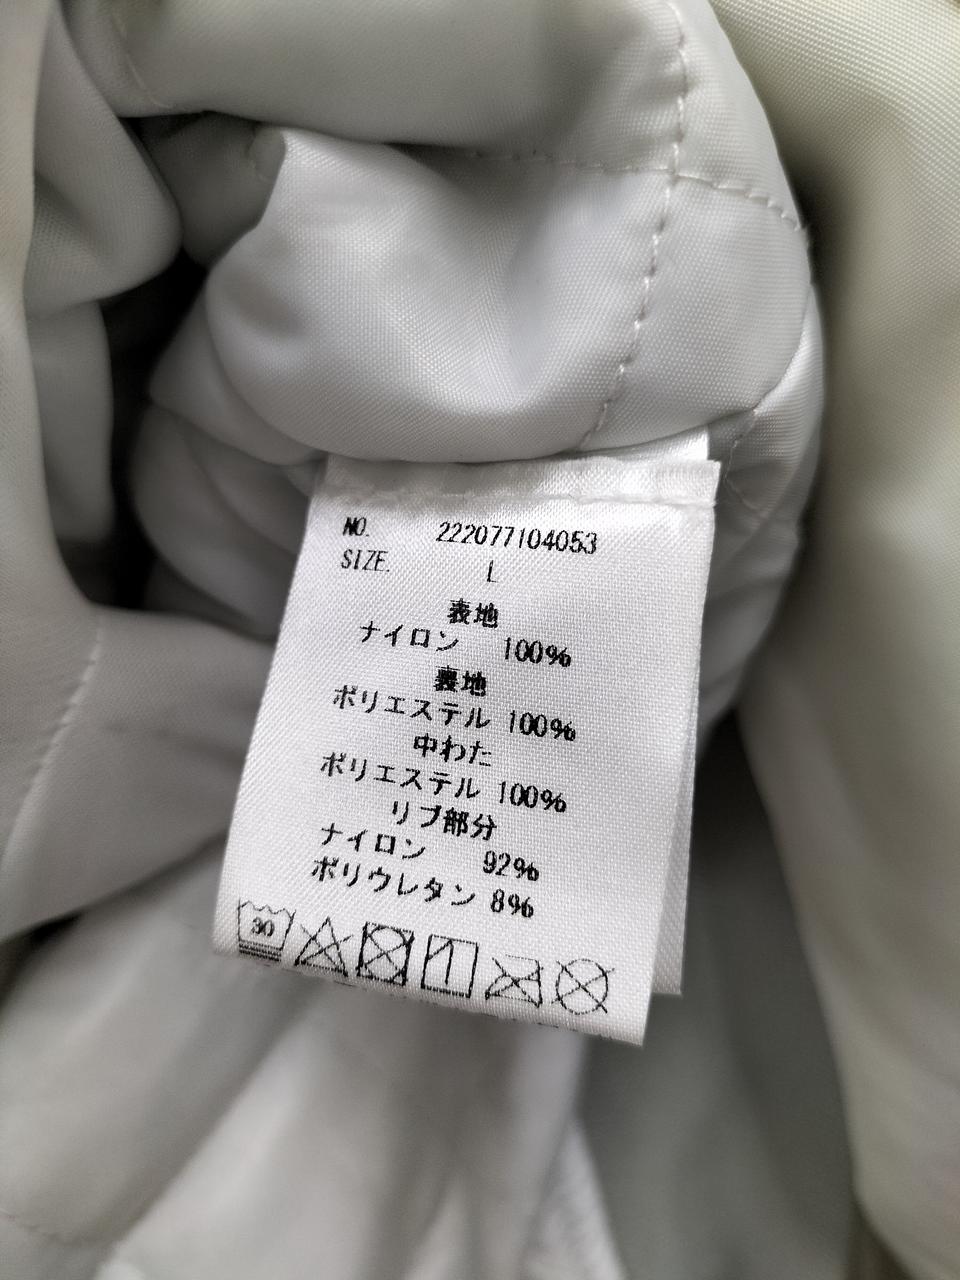 NO. 222077104053
SIZE. L
表地
ナイロン 100%
裏地
ポリエステル 100%
中わた
ポリエステル 100%
リブ部分
ナイロン 92%
ポリウレタン 8%
30